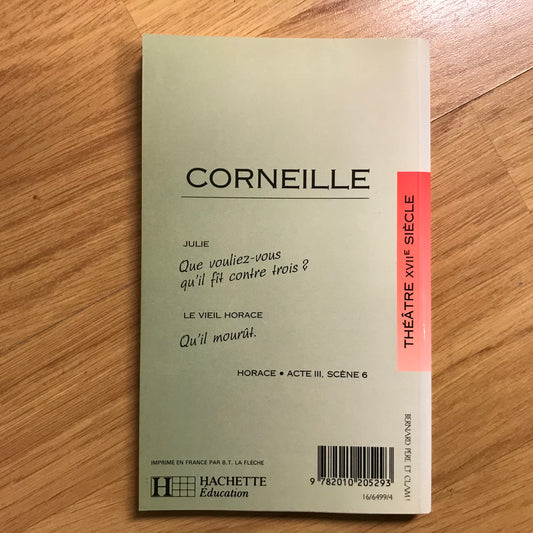 CORNEILLE
JULIE
Que vouliez-vous
qu'il fît contre trois ?
LE VIEIL HORACE
Qu'il mourût.
HORACE • ACTE III, SCÈNE 6
THÉÂTRE XVIIE SIÈCLE
IMPRIMÉ EN FRANCE PAR B.T. LA FLÈCHE
H HACHETTE
Éducation
9 782010 205293
16/6499/4
BERNARD PERE ET